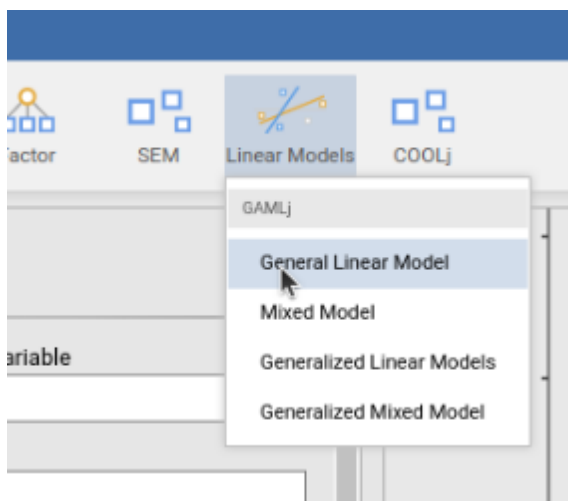 actor
SEM
Linear Models
COOLj
GAMLj
General Linear Model
Mixed Model
Generalized Linear Models
Generalized Mixed Model
ariable